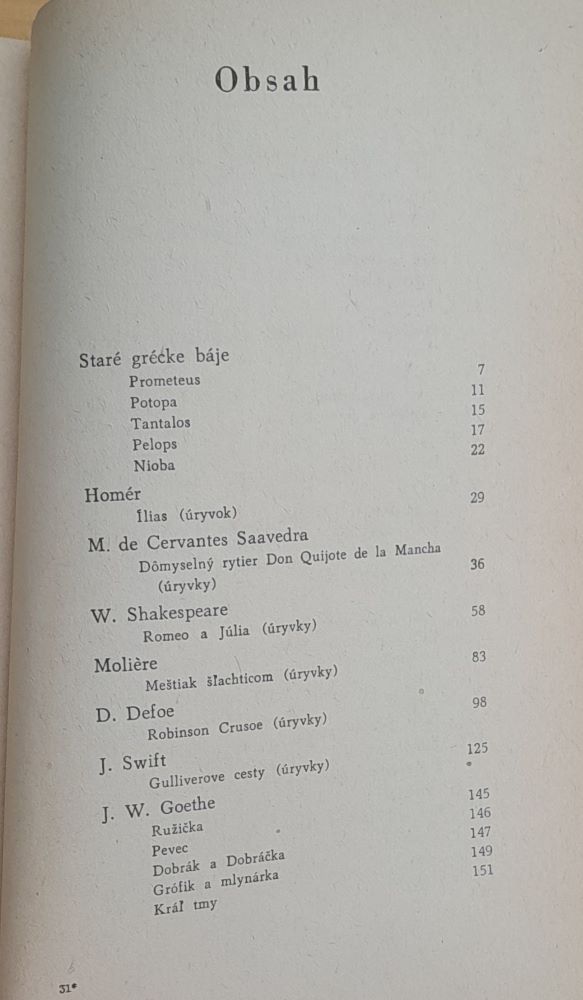 Obsah
Staré grécke báje
Prometeus 7
Potopa 11
Tantalos 15
Pelops 17
Nioba 22
Homér
Ílias (úryvok) 29
M. de Cervantes Saavedra
Dômyselný rytier Don Quijote de la Mancha
(úryvky) 36
W. Shakespeare
Romeo a Júlia (úryvky) 58
Molière
Meštiak šľachticom (úryvky) 83
D. Defoe
Robinson Crusoe (úryvky) 98
J. Swift
Gulliverove cesty (úryvky) 125
J. W. Goethe
Ružička 145
Pevec 146
Dobrák a Dobráčka 147
Grófik a mlynárka 149
Kráľ tmy 151
31*